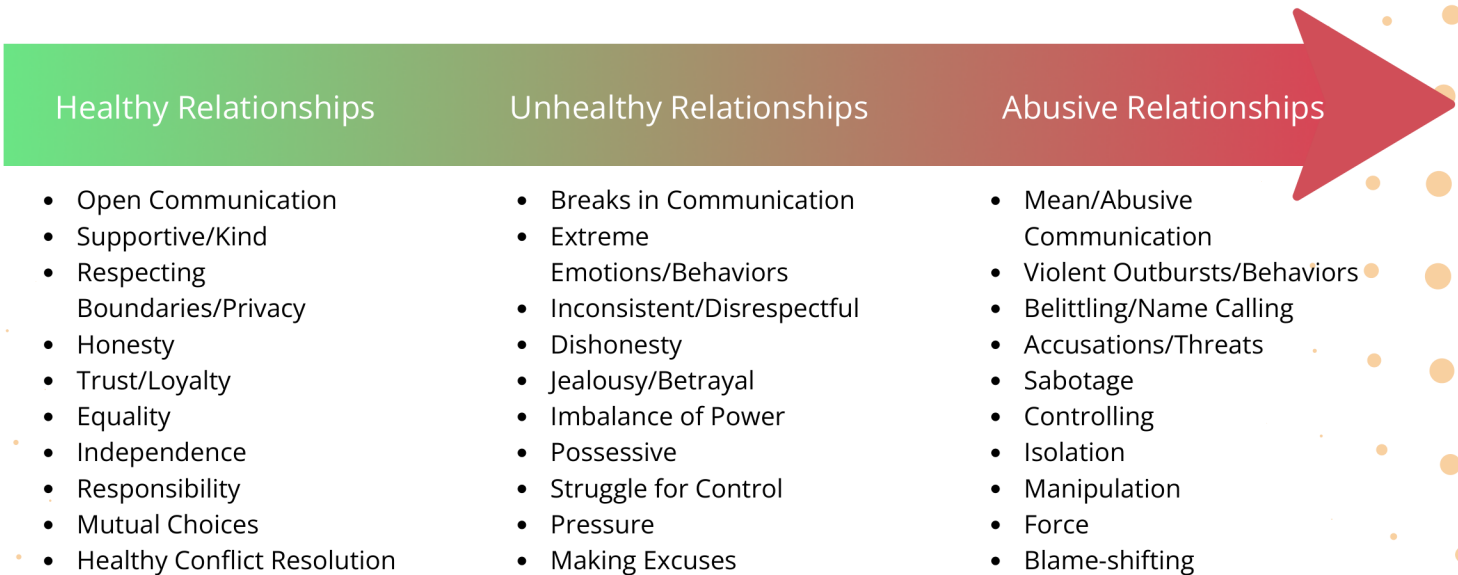 Healthy Relationships
Unhealthy Relationships
Abusive Relationships
Open Communication
Supportive/Kind
Respecting
Boundaries/Privacy
Honesty
Trust/Loyalty
Equality
Independence
Responsibility
Mutual Choices
Healthy Conflict Resolution
Breaks in Communication
Extreme
Emotions/Behaviors
Inconsistent/Disrespectful
Dishonesty
Jealousy/Betrayal
Imbalance of Power
Possessive
Struggle for Control
Pressure
Making Excuses
Mean/Abusive
Communication
Violent Outbursts/Behaviors
Belittling/Name Calling
Accusations/Threats
Sabotage
Controlling
Isolation
Manipulation
Force
Blame-shifting